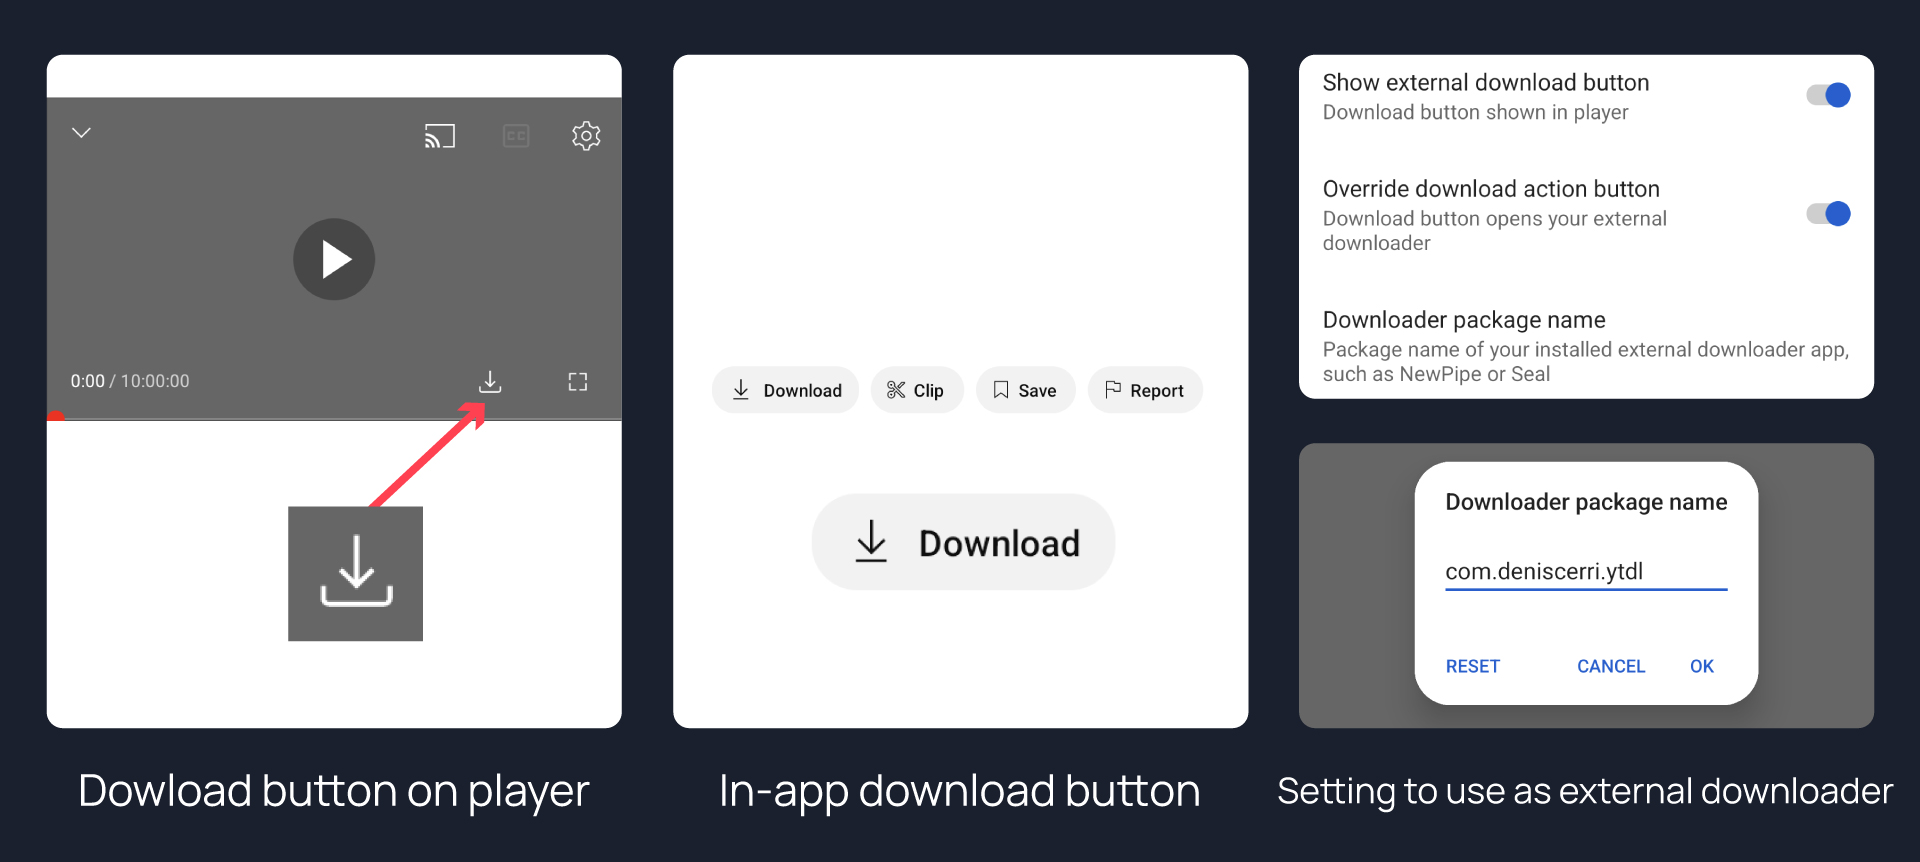 CC
0:00 / 10:00:00
Dowload button on player
Download
Clip
Save
Report
Download
In-app download button
Show external download button
Download button shown in player
Override download action button
Download button opens your external
downloader
Downloader package name
Package name of your installed external downloader app,
such as NewPipe or Seal
Downloader package name
com.deniscerri.ytdl
RESET
CANCEL
OK
Setting to use as external downloader